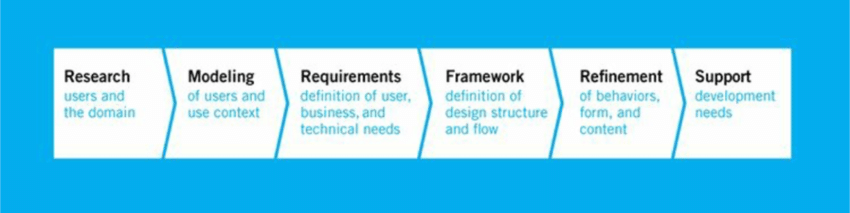 Research
users and
the domain
Modeling
of users and
use context
Requirements
definition of user,
business, and
technical needs
Framework
definition of
design structure
and flow
Refinement
of behaviors,
form, and
content
Support
development
needs